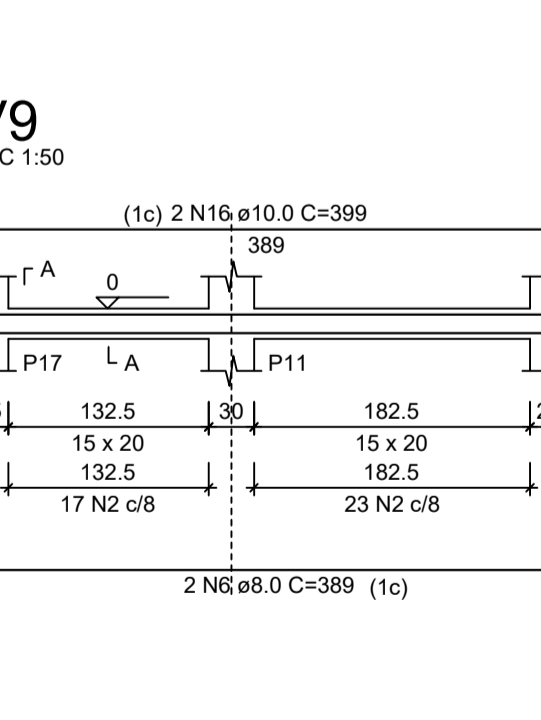 /9
C 1:50
(1c) 2 N16 ø10.0 C=399
389
A
0
P17
A
P11
132.5
30
182.5
15 x 20
15 x 20
132.5
182.5
17 N2 c/8
23 N2 c/8
2 N6 ø8.0 C=389 (1c)